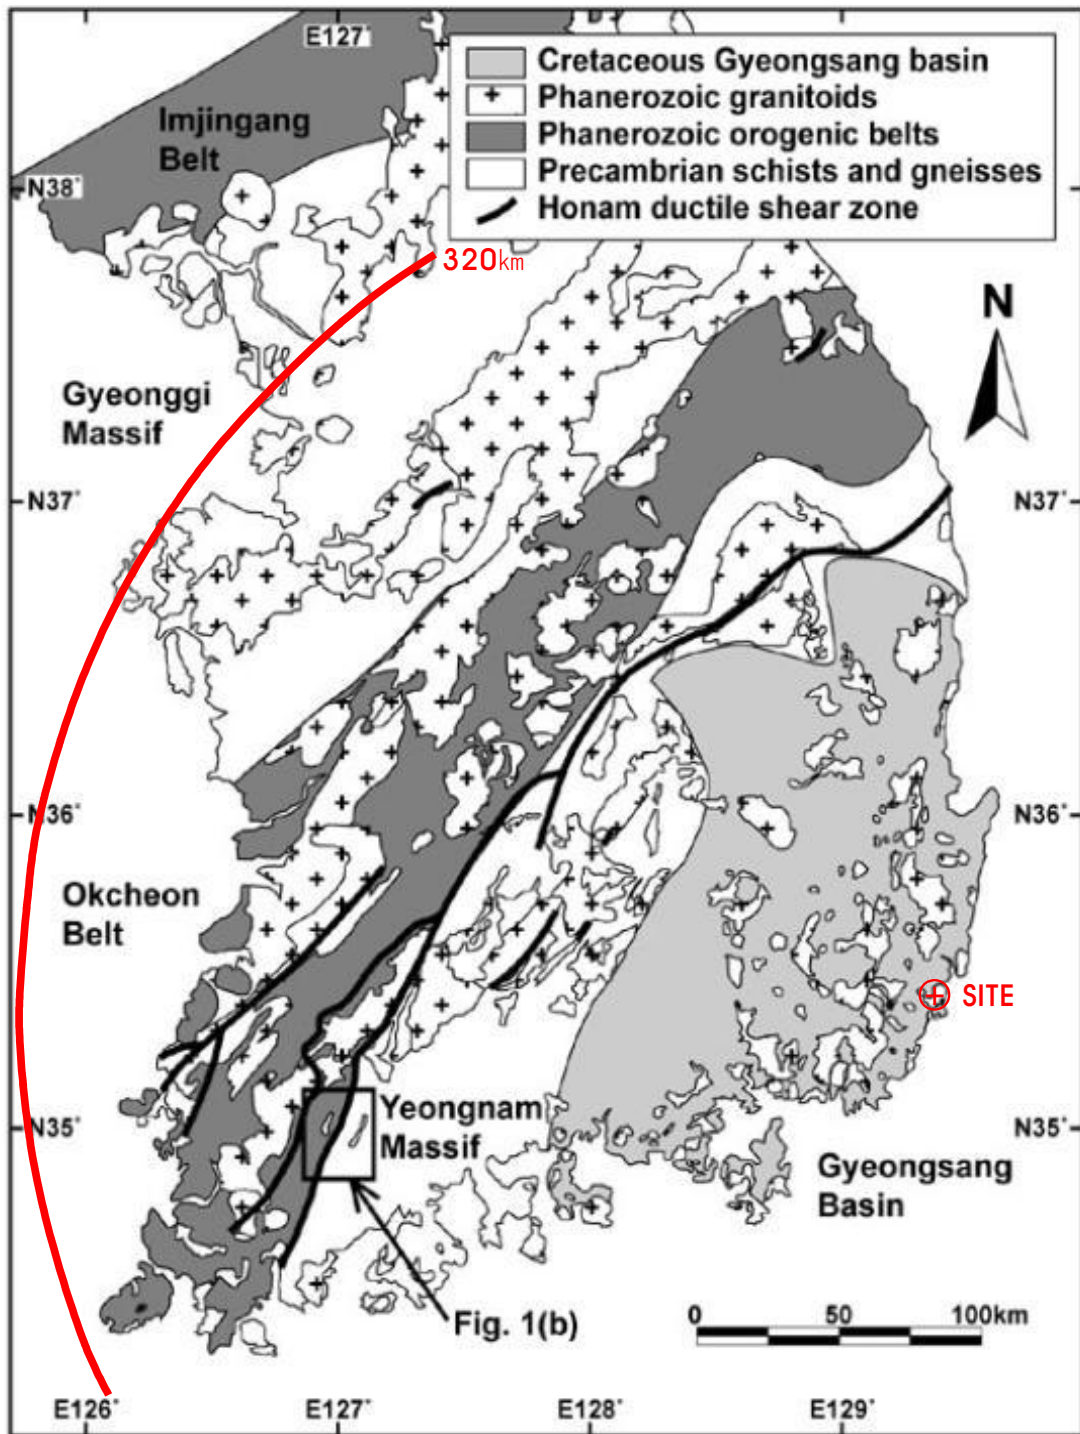 E127°
Cretaceous Gyeongsang basin
Phanerozoic granitoids
Phanerozoic orogenic belts
Precambrian schists and gneisses
Honam ductile shear zone
Imjingang
Belt
N38°
320km
N
Gyeonggi
Massif
N37°
N37°
N36°
N36°
Okcheon
Belt
SITE
N35°
N35°
Yeongnam
Massif
Gyeongsang
Basin
Fig. 1(b)
0 50 100km
E126° E127° E128° E129°